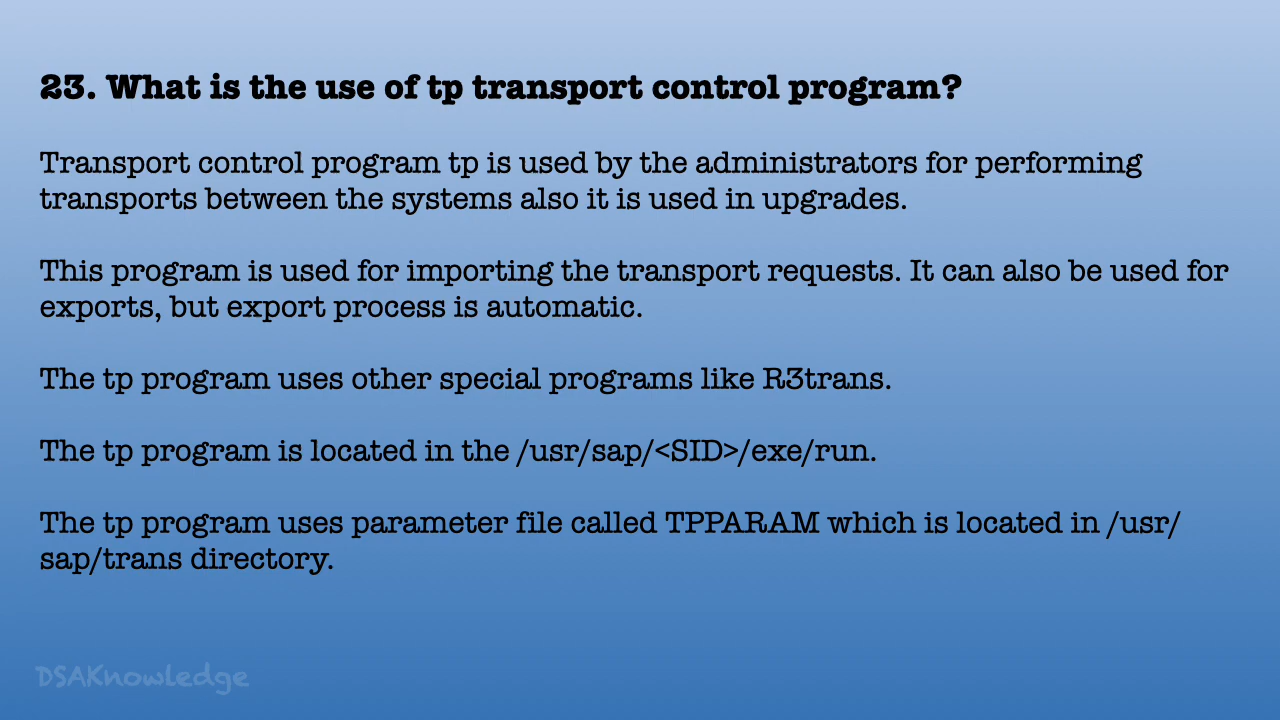 23. What is the use of tp transport control program?
Transport control program tp is used by the administrators for performing
transports between the systems also it is used in upgrades.
This program is used for importing the transport requests. It can also be used for
exports, but export process is automatic.
The tp program uses other special programs like R3trans.
The tp program is located in the /usr/sap/<SID>/exe/run.
The tp program uses parameter file called TPPARAM which is located in /usr/
sap/trans directory.
DSAKnowledge